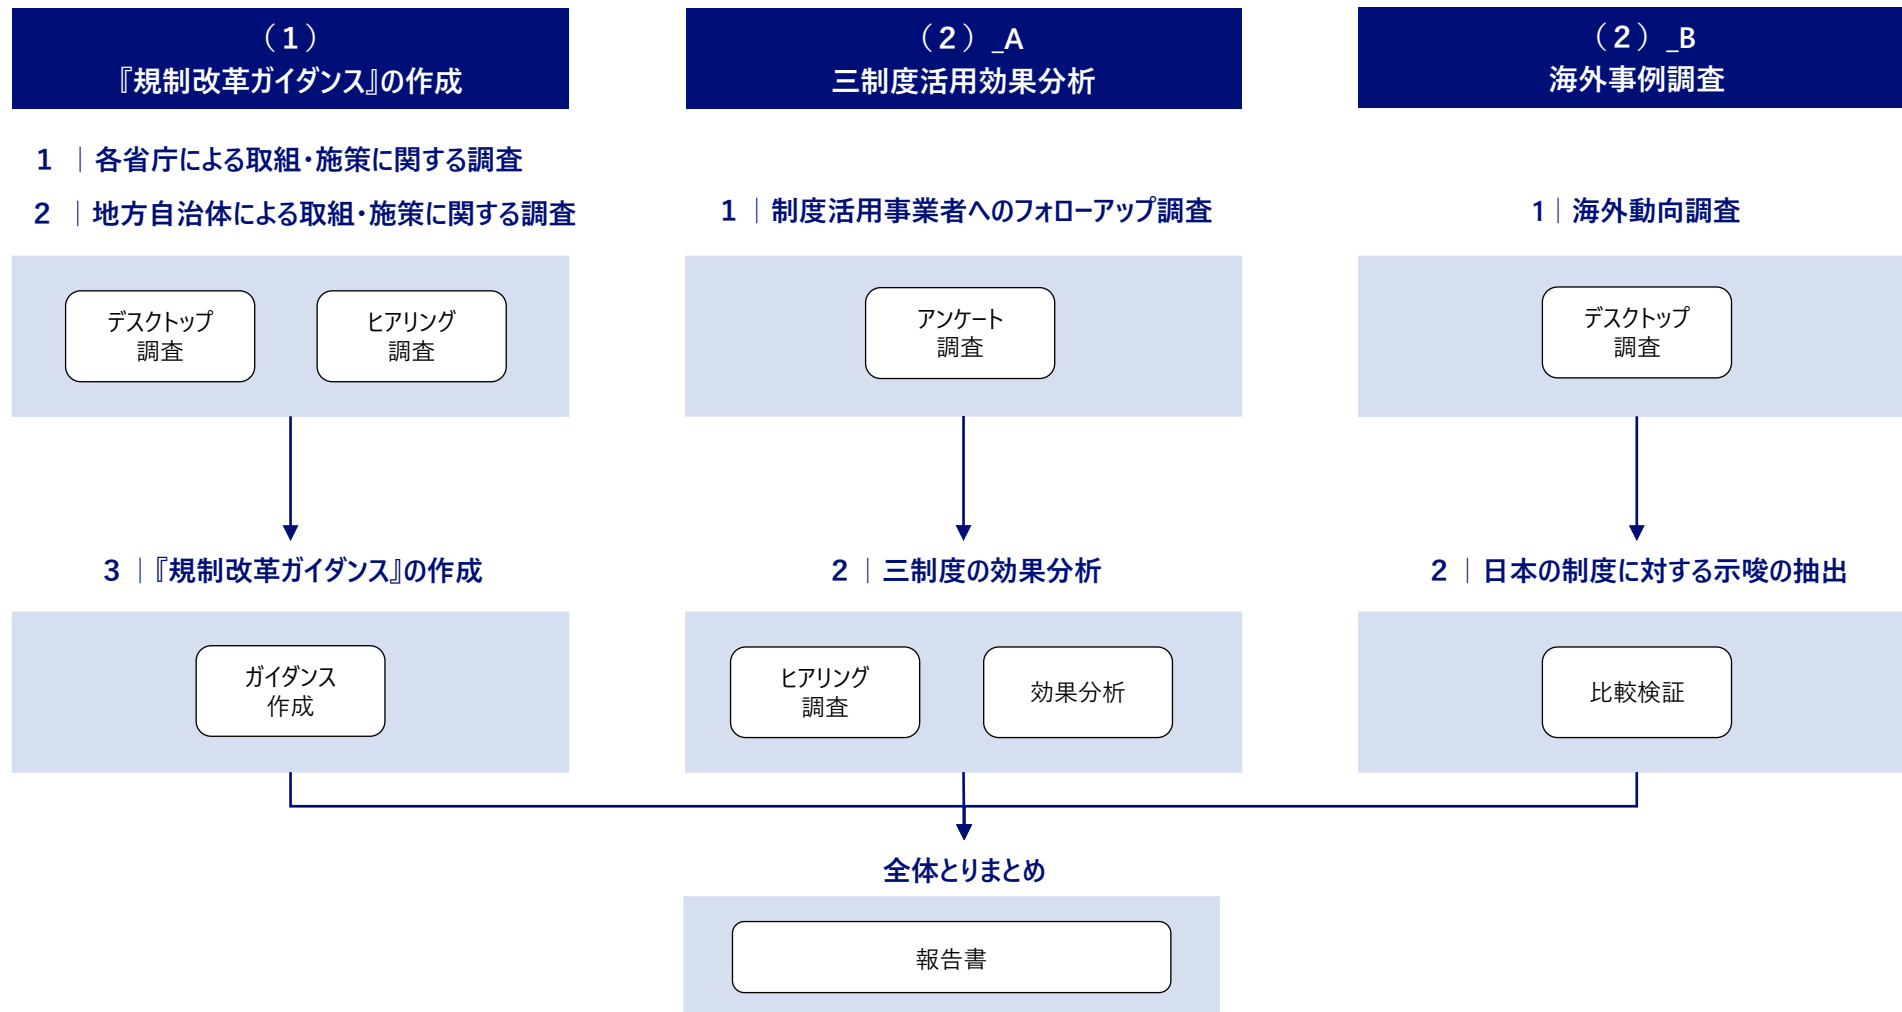 （1）
『規制改革ガイダンス』の作成
（2）_A
三制度活用効果分析
（2）_B
海外事例調査
1 ｜各省庁による取組・施策に関する調査
2 ｜地方自治体による取組・施策に関する調査
1｜制度活用事業者へのフォローアップ調査
1｜海外動向調査
デスクトップ
調査
ヒアリング
調査
アンケート
調査
デスクトップ
調査
3｜『規制改革ガイダンス』の作成
2｜三制度の効果分析
2｜日本の制度に対する示唆の抽出
ガイダンス
作成
ヒアリング
調査
効果分析
比較検証
全体とりまとめ
報告書